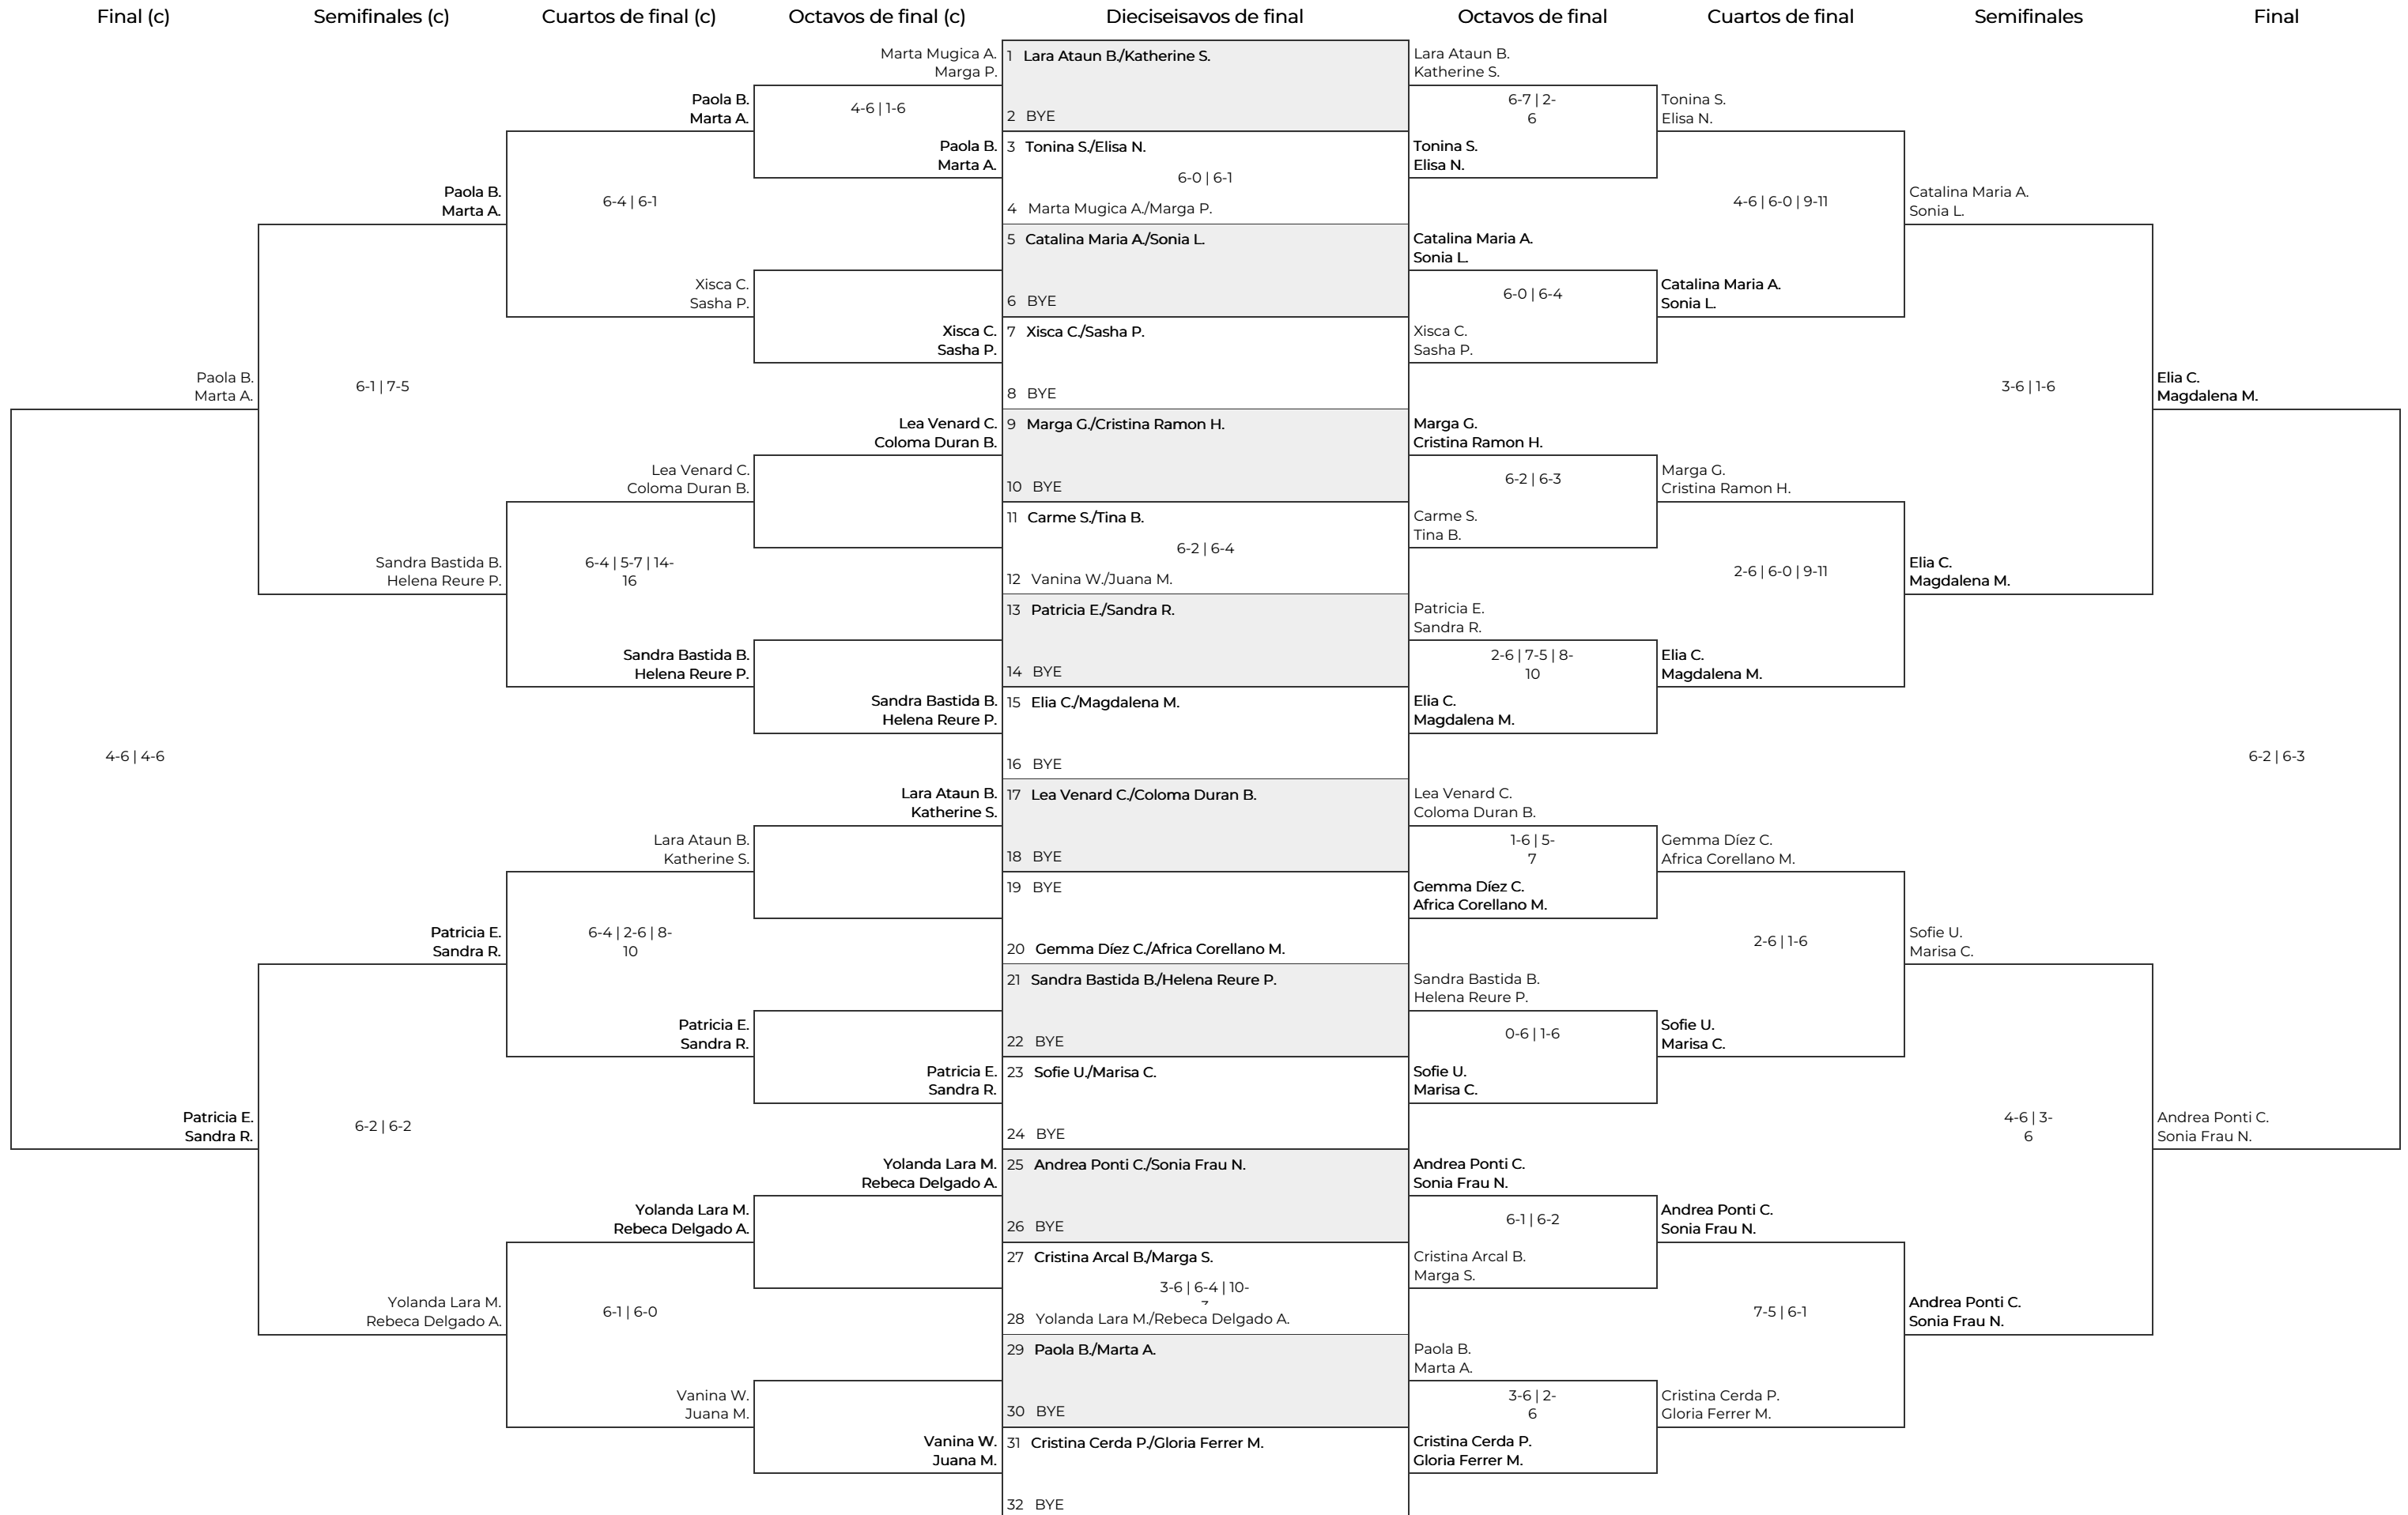 Final (c)
Semifinales (c)
Cuartos de final (c)
Octavos de final (c)
Dieciseisavos de final
Octavos de final
Cuartos de final
Semifinales
Final
Paola B.
Marta A.
4-6 | 4-6
Patricia E.
Sandra R.
Paola B.
Marta A.
6-1 | 7-5
Sandra Bastida B.
Helena Reure P.
Patricia E.
Sandra R.
6-2 | 6-2
Yolanda Lara M.
Rebeca Delgado A.
Paola B.
Marta A.
6-4 | 6-1
Xisca C.
Sasha P.
Lea Venard C.
Coloma Duran B.
6-4 | 5-7 | 14-
16
Sandra Bastida B.
Helena Reure P.
Lara Ataun B.
Katherine S.
6-4 | 2-6 | 8-
10
Patricia E.
Sandra R.
Yolanda Lara M.
Rebeca Delgado A.
6-1 | 6-0
Vanina W.
Juana M.
Marta Mugica A.
Marga P.
4-6 | 1-6
Paola B.
Marta A.
Xisca C.
Sasha P.
Lea Venard C.
Coloma Duran B.
Sandra Bastida B.
Helena Reure P.
Lara Ataun B.
Katherine S.
Patricia E.
Sandra R.
Yolanda Lara M.
Rebeca Delgado A.
Vanina W.
Juana M.
1 Lara Ataun B./Katherine S.
2 BYE
3 Tonina S./Elisa N.
6-0 | 6-1
4 Marta Mugica A./Marga P.
5 Catalina Maria A./Sonia L.
6 BYE
7 Xisca C./Sasha P.
8 BYE
9 Marga G./Cristina Ramon H.
10 BYE
11 Carme S./Tina B.
6-2 | 6-4
12 Vanina W./Juana M.
13 Patricia E./Sandra R.
14 BYE
15 Elia C./Magdalena M.
16 BYE
17 Lea Venard C./Coloma Duran B.
18 BYE
19 BYE
20 Gemma Díez C./Africa Corellano M.
21 Sandra Bastida B./Helena Reure P.
22 BYE
23 Sofie U./Marisa C.
24 BYE
25 Andrea Ponti C./Sonia Frau N.
26 BYE
27 Cristina Arcal B./Marga S.
3-6 | 6-4 | 10-
28 Yolanda Lara M./Rebeca Delgado A.
29 Paola B./Marta A.
30 BYE
31 Cristina Cerda P./Gloria Ferrer M.
32 BYE
Lara Ataun B.
Katherine S.
6-7 | 2-
6
Tonina S.
Elisa N.
Catalina Maria A.
Sonia L.
6-0 | 6-4
Xisca C.
Sasha P.
Marga G.
Cristina Ramon H.
6-2 | 6-3
Carme S.
Tina B.
Patricia E.
Sandra R.
2-6 | 7-5 | 8-
10
Elia C.
Magdalena M.
Lea Venard C.
Coloma Duran B.
1-6 | 5-
7
Gemma Díez C.
Africa Corellano M.
Sandra Bastida B.
Helena Reure P.
0-6 | 1-6
Sofie U.
Marisa C.
Andrea Ponti C.
Sonia Frau N.
6-1 | 6-2
Cristina Arcal B.
Marga S.
Paola B.
Marta A.
3-6 | 2-
6
Cristina Cerda P.
Gloria Ferrer M.
Tonina S.
Elisa N.
4-6 | 6-0 | 9-11
Catalina Maria A.
Sonia L.
Marga G.
Cristina Ramon H.
2-6 | 6-0 | 9-11
Elia C.
Magdalena M.
Gemma Díez C.
Africa Corellano M.
2-6 | 1-6
Sofie U.
Marisa C.
Andrea Ponti C.
Sonia Frau N.
7-5 | 6-1
Cristina Cerda P.
Gloria Ferrer M.
Catalina Maria A.
Sonia L.
3-6 | 1-6
Elia C.
Magdalena M.
Sofie U.
Marisa C.
4-6 | 3-
6
Andrea Ponti C.
Sonia Frau N.
Elia C.
Magdalena M.
6-2 | 6-3
Andrea Ponti C.
Sonia Frau N.